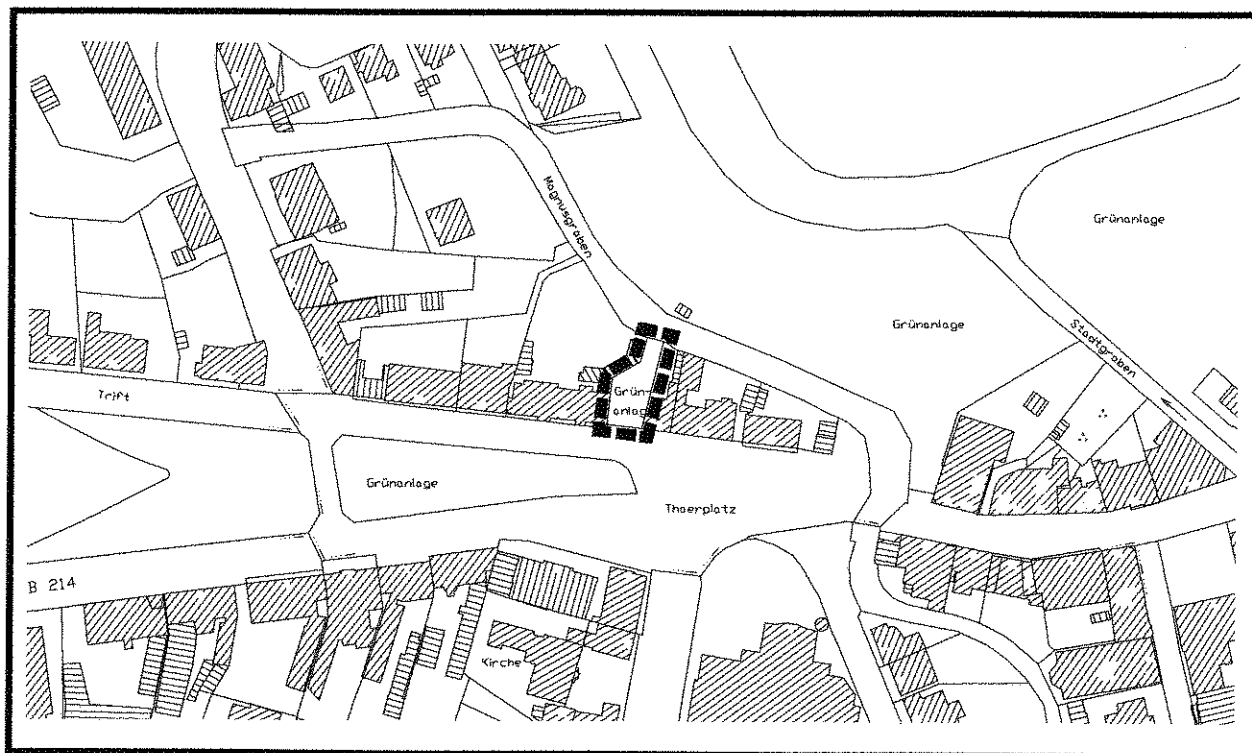 Magnusgraben
Grünanlage
Grünanlage
Stadtgraben
Trift
Grün-
anlage
Grünanlage
Thaerplatz
B 214
Kirche